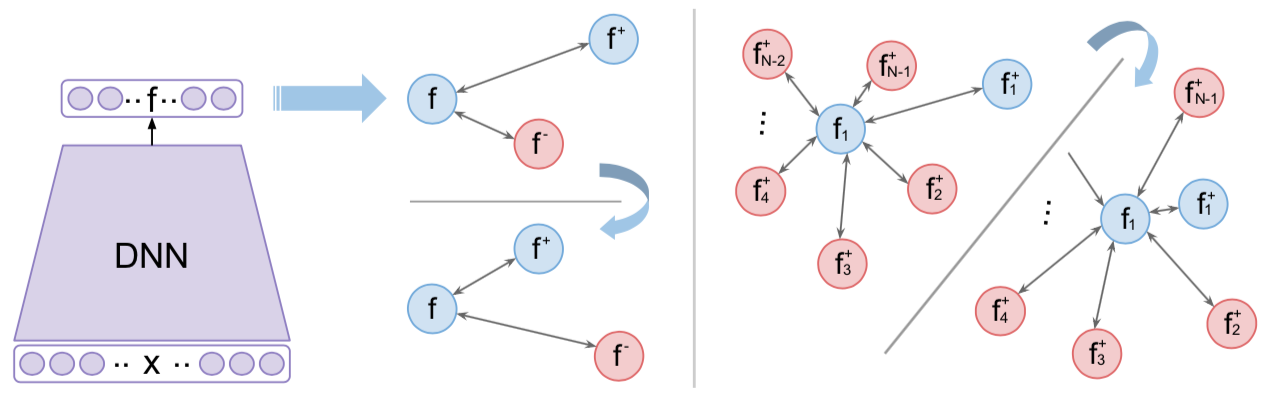 ·· f ··
DNN
·· x ··
f⁺
f
f⁻
f⁺
f
f⁻
f⁺N-2
f⁺N-1
f⁺1
f1
⋮
f⁺4
f⁺2
f⁺3
f⁺N-1
f⁺1
f1
⋮
f⁺4
f⁺2
f⁺3